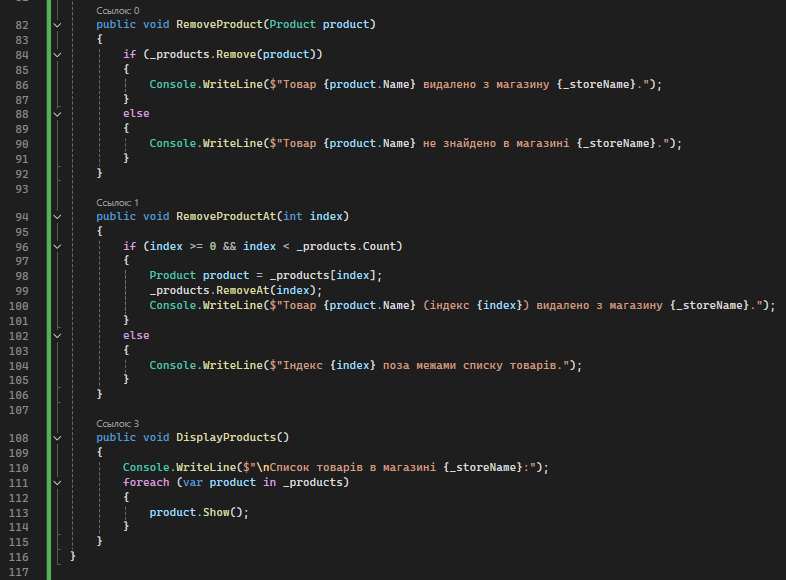 Ссылок: 0
82 public void RemoveProduct(Product product)
83 {
84 if (_products.Remove(product))
85 {
86 Console.WriteLine($"Товар {product.Name} видалено з магазину {_storeName}.");
87 }
88 else
89 {
90 Console.WriteLine($"Товар {product.Name} не знайдено в магазині {_storeName}.");
91 }
92 }
93
Ссылок: 1
94 public void RemoveProductAt(int index)
95 {
96 if (index >= 0 && index < _products.Count)
97 {
98 Product product = _products[index];
99 _products.RemoveAt(index);
100 Console.WriteLine($"Товар {product.Name} (індекс {index}) видалено з магазину {_storeName}.");
101 }
102 else
103 {
104 Console.WriteLine($"Індекс {index} поза межами списку товарів.");
105 }
106 }
107
Ссылок: 3
108 public void DisplayProducts()
109 {
110 Console.WriteLine($"\nСписок товарів в магазині {_storeName}:");
111 foreach (var product in _products)
112 {
113 product.Show();
114 }
115 }
116 }
117